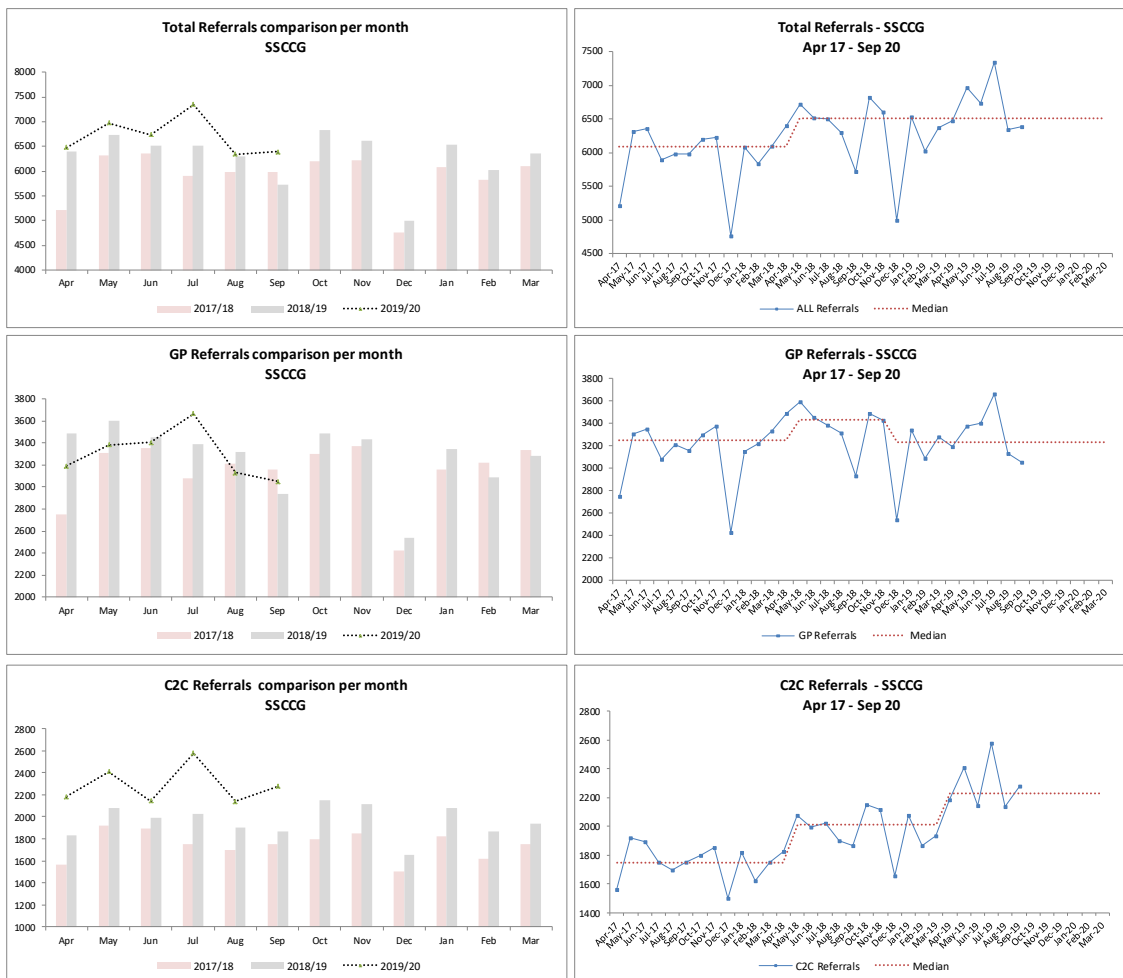 Total Referrals comparison per month
SSCCG
8000
7500
7000
6500
6000
5500
5000
4500
4000
Apr May Jun Jul Aug Sep Oct Nov Dec Jan Feb Mar
2017/18 2018/19 2019/20
Total Referrals - SSCCG
Apr 17 - Sep 20
7500
7000
6500
6000
5500
5000
4500
Apr-17 May-17 Jun-17 Jul-17 Aug-17 Sep-17 Oct-17 Nov-17 Dec-17 Jan-18 Feb-18 Mar-18 Apr-18 May-18 Jun-18 Jul-18 Aug-18 Sep-18 Oct-18 Nov-18 Dec-18 Jan-19 Feb-19 Mar-19 Apr-19 May-19 Jun-19 Jul-19 Aug-19 Sep-19 Oct-19 Nov-19 Dec-19 Jan-20 Feb-20 Mar-20
ALL Referrals Median
GP Referrals comparison per month
SSCCG
3800
3600
3400
3200
3000
2800
2600
2400
2200
2000
Apr May Jun Jul Aug Sep Oct Nov Dec Jan Feb Mar
2017/18 2018/19 2019/20
GP Referrals - SSCCG
Apr 17 - Sep 20
3800
3600
3400
3200
3000
2800
2600
2400
2200
2000
Apr-17 May-17 Jun-17 Jul-17 Aug-17 Sep-17 Oct-17 Nov-17 Dec-17 Jan-18 Feb-18 Mar-18 Apr-18 May-18 Jun-18 Jul-18 Aug-18 Sep-18 Oct-18 Nov-18 Dec-18 Jan-19 Feb-19 Mar-19 Apr-19 May-19 Jun-19 Jul-19 Aug-19 Sep-19 Oct-19 Nov-19 Dec-19 Jan-20 Feb-20 Mar-20
GP Referrals Median
C2C Referrals comparison per month
SSCCG
2800
2600
2400
2200
2000
1800
1600
1400
1200
1000
Apr May Jun Jul Aug Sep Oct Nov Dec Jan Feb Mar
2017/18 2018/19 2019/20
C2C Referrals - SSCCG
Apr 17 - Sep 20
2800
2600
2400
2200
2000
1800
1600
1400
Apr-17 May-17 Jun-17 Jul-17 Aug-17 Sep-17 Oct-17 Nov-17 Dec-17 Jan-18 Feb-18 Mar-18 Apr-18 May-18 Jun-18 Jul-18 Aug-18 Sep-18 Oct-18 Nov-18 Dec-18 Jan-19 Feb-19 Mar-19 Apr-19 May-19 Jun-19 Jul-19 Aug-19 Sep-19 Oct-19 Nov-19 Dec-19 Jan-20 Feb-20 Mar-20
C2C Referrals Median